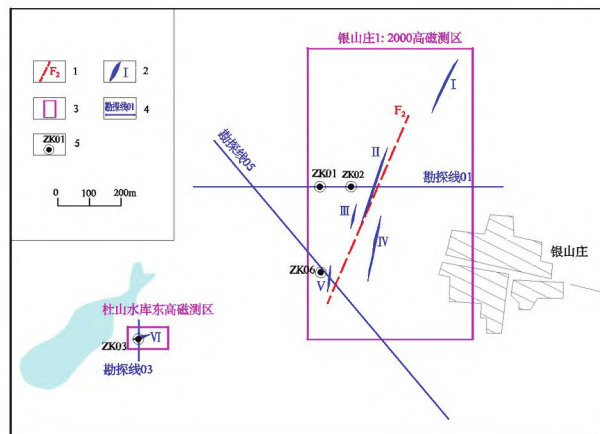 银山庄1: 2000高磁测区
F₂ 1
I 2
3
勘探线01 4
ZK01 5
0 100 200m
I
F₂
II
勘探线05
ZK01
ZK02
勘探线01
III
IV
银山庄
ZK06
V
杜山水库东高磁测区
ZK03
VI
勘探线03